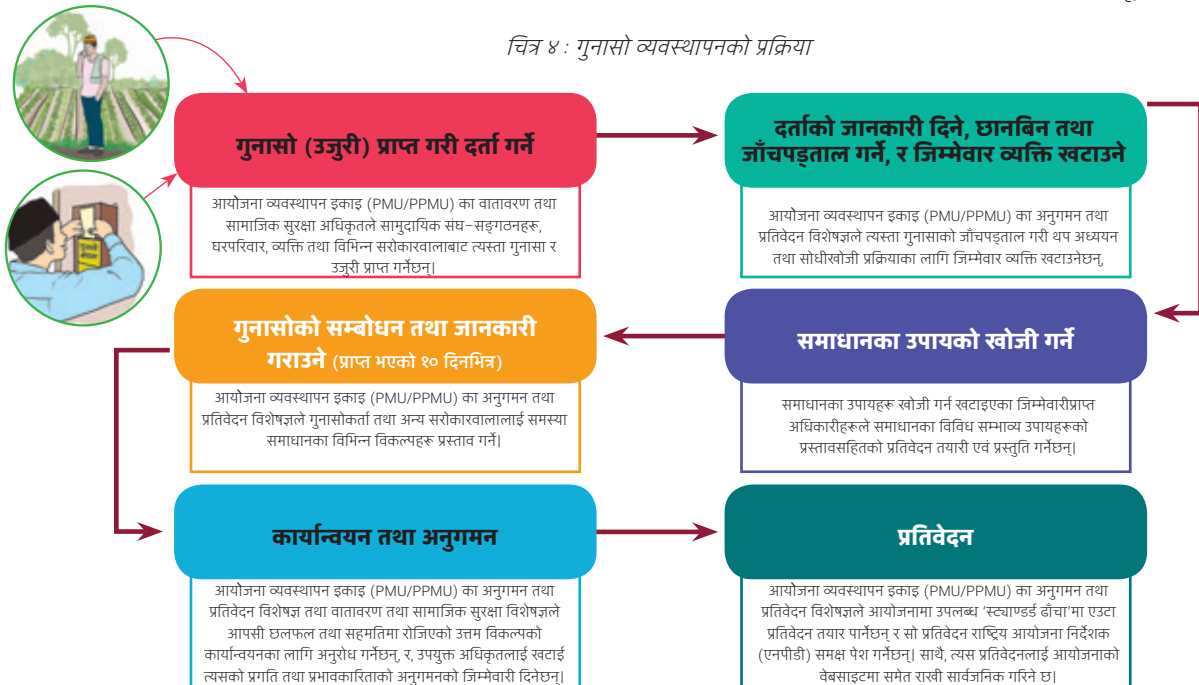 चित्र ४ : गुनासो व्यवस्थापनको प्रक्रिया
गुनासो (उजुरी) प्राप्त गरी दर्ता गर्ने
आयोजना व्यवस्थापन इकाइ (PMU/PPMU) का वातावरण तथा
सामाजिक सुरक्षा अधिकृतले सामुदायिक संघ–सङ्गठनहरू,
घरपरिवार, व्यक्ति तथा विभिन्न सरोकारवालाबाट त्यस्ता गुनासा र
उजुरी प्राप्त गर्नेछन्।
दर्ताको जानकारी दिने, छानबिन तथा
जाँचपड्ताल गर्ने, र जिम्मेवार व्यक्ति खटाउने
आयोजना व्यवस्थापन इकाइ (PMU/PPMU) का अनुगमन तथा
प्रतिवेदन विशेषज्ञले त्यस्ता गुनासाको जाँचपड्ताल गरी थप अध्ययन
तथा सोधीखोजी प्रक्रियाका लागि जिम्मेवार व्यक्ति खटाउनेछन्,
समाधानका उपायको खोजी गर्ने
समाधानका उपायहरू खोजी गर्न खटाइएका जिम्मेवारीप्राप्त
अधिकारीहरूले समाधानका विविध सम्भाव्य उपायहरूको
प्रस्तावसहितको प्रतिवेदन तयारी एवं प्रस्तुति गर्नेछन्।
गुनासोको सम्बोधन तथा जानकारी
गराउने (प्राप्त भएको १० दिनभित्र)
आयोजना व्यवस्थापन इकाइ (PMU/PPMU) का अनुगमन तथा
प्रतिवेदन विशेषज्ञले गुनासोकर्ता तथा अन्य सरोकारवालालाई समस्या
समाधानका विभिन्न विकल्पहरू प्रस्ताव गर्ने।
कार्यान्वयन तथा अनुगमन
आयोजना व्यवस्थापन इकाइ (PMU/PPMU) का अनुगमन तथा
प्रतिवेदन विशेषज्ञ तथा वातावरण तथा सामाजिक सुरक्षा विशेषज्ञले
आपसी छलफल तथा सहमतिमा रोजिएको उत्तम विकल्पको
कार्यान्वयनका लागि अनुरोध गर्नेछन्, र, उपयुक्त अधिकृतलाई खटाई
त्यसको प्रगति तथा प्रभावकारिताको अनुगमनको जिम्मेवारी दिनेछन्।
प्रतिवेदन
आयोजना व्यवस्थापन इकाइ (PMU/PPMU) का अनुगमन तथा
प्रतिवेदन विशेषज्ञले आयोजनामा उपलब्ध ‘स्ट्याण्डर्ड ढाँचा’मा एउटा
प्रतिवेदन तयार पार्नेछन् र सो प्रतिवेदन राष्ट्रिय आयोजना निर्देशक
(एनपीडी) समक्ष पेश गर्नेछन्। साथै, त्यस प्रतिवेदनलाई आयोजनाको
वेबसाइटमा समेत राखी सार्वजनिक गरिने छ।